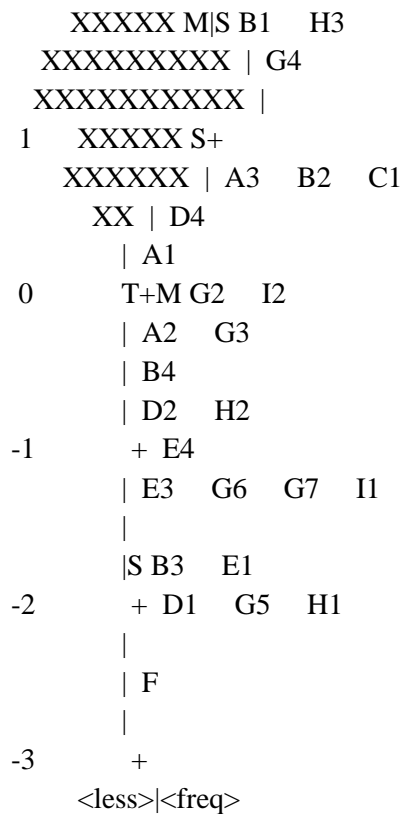 XXXXX M|S B1 H3
XXXXXXXXX | G4
XXXXXXXXXX |
1 XXXXX S+
XXXXXX | A3 B2 C1
XX | D4
| A1
0 T+M G2 I2
| A2 G3
| B4
| D2 H2
-1 + E4
| E3 G6 G7 I1
|
|S B3 E1
-2 + D1 G5 H1
|
| F
|
-3 +
<less>|<freq>